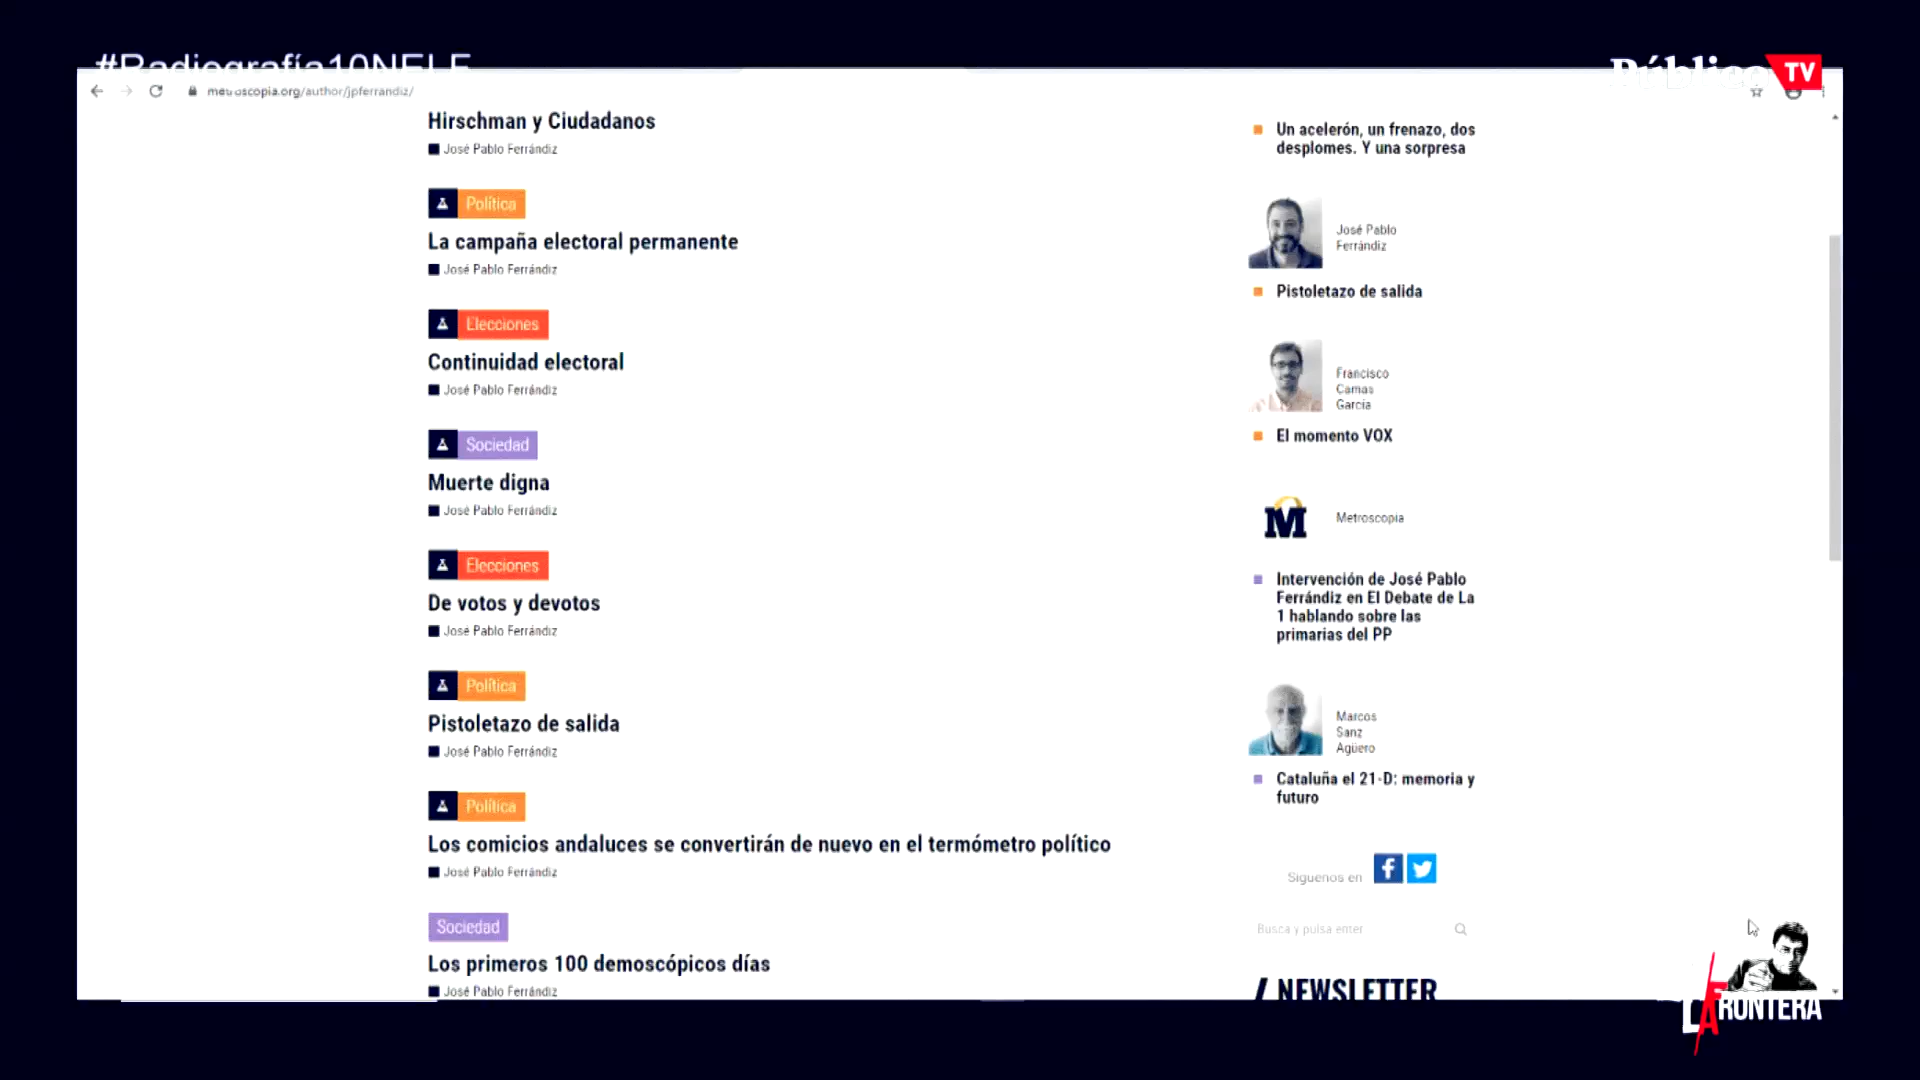 #Radiografía10NELF
Público TV
metroscopia.org/author/jpferrandiz/
Hirschman y Ciudadanos
José Pablo Ferrándiz
Política
La campaña electoral permanente
José Pablo Ferrándiz
Elecciones
Continuidad electoral
José Pablo Ferrándiz
Sociedad
Muerte digna
José Pablo Ferrándiz
Elecciones
De votos y devotos
José Pablo Ferrándiz
Política
Pistoletazo de salida
José Pablo Ferrándiz
Política
Los comicios andaluces se convertirán de nuevo en el termómetro político
José Pablo Ferrándiz
Sociedad
Los primeros 100 demoscópicos días
José Pablo Ferrándiz
Un acelerón, un frenazo, dos
desplomes. Y una sorpresa
José Pablo
Ferrándiz
Pistoletazo de salida
Francisco
Camas
García
El momento VOX
M
Metroscopia
Intervención de José Pablo
Ferrándiz en El Debate de La
1 hablando sobre las
primarias del PP
Marcos
Sanz
Agüero
Cataluña el 21-D: memoria y
futuro
Síguenos en
Busca y pulsa enter
/ NEWSLETTER
LA FRONTERA